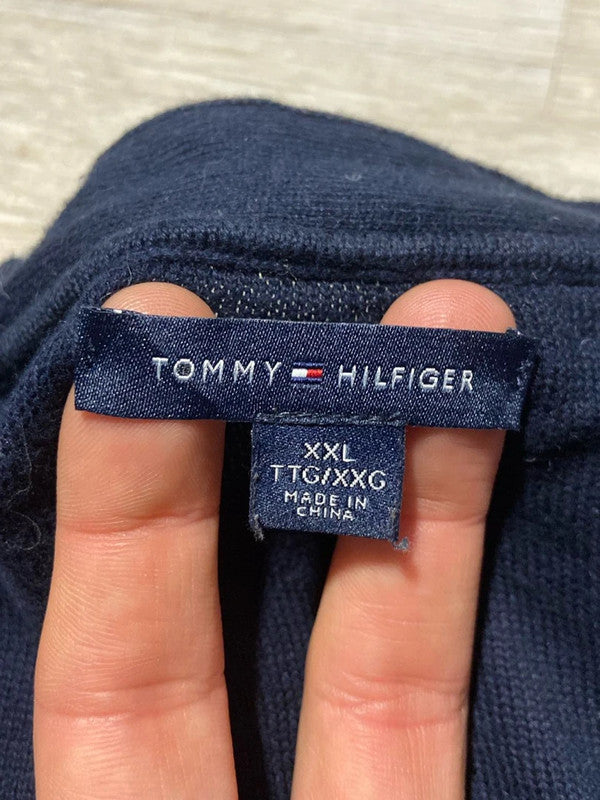 TOMMY HILFIGER
XXL
TTG/XXG
MADE IN
CHINA